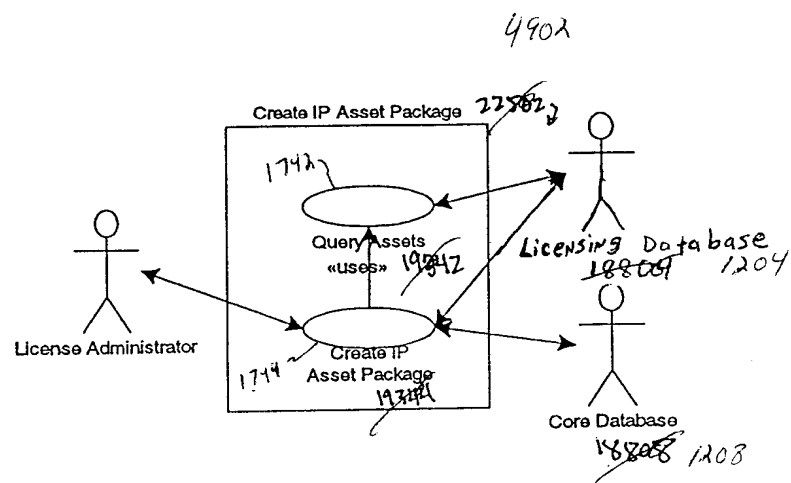 4902
Create IP Asset Package
1742
Query Assets
«uses»
Licensing Database
1204
License Administrator
1744
Create IP
Asset Package
Core Database
18808 1208